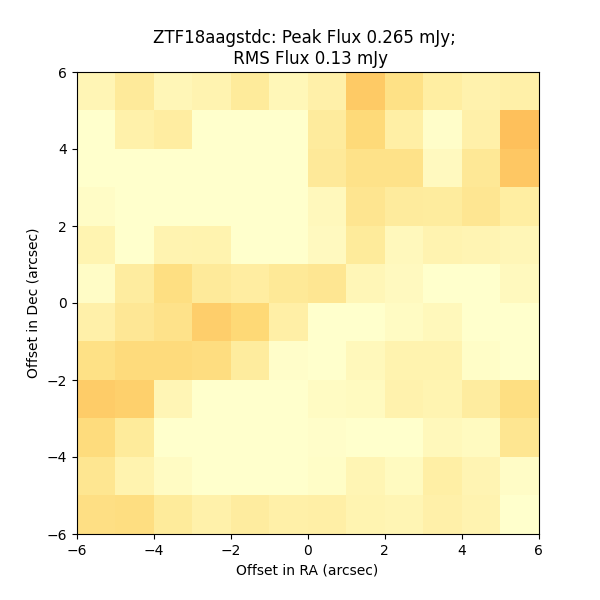 ZTF18aagstdc: Peak Flux 0.265 mJy;
RMS Flux 0.13 mJy
6
4
2
0
−2
−4
−6
Offset in Dec (arcsec)
−6 −4 −2 0 2 4 6
Offset in RA (arcsec)